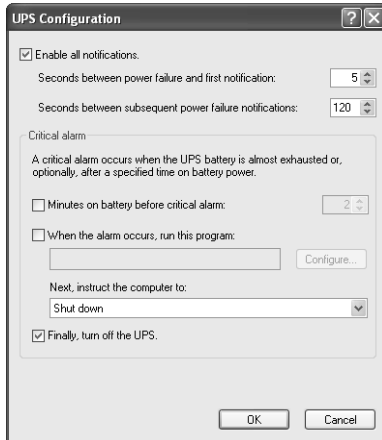 UPS Configuration
Enable all notifications.
Seconds between power failure and first notification: 5
Seconds between subsequent power failure notifications: 120
Critical alarm
A critical alarm occurs when the UPS battery is almost exhausted or,
optionally, after a specified time on battery power.
Minutes on battery before critical alarm: 2
When the alarm occurs, run this program:
Configure...
Next, instruct the computer to:
Shut down
Finally, turn off the UPS.
OK Cancel